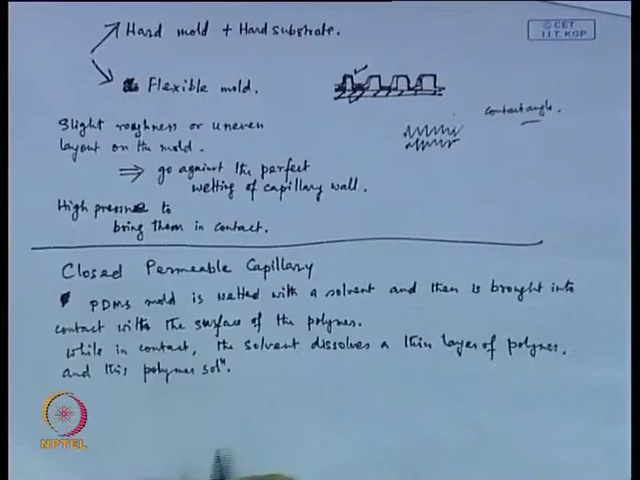 © CET
I.I.T. KGP
Hard mold + Hard substrate.
Flexible mold.
contact angle.
Slight roughness or uneven
layout on the mold.
⇒ go against the perfect
wetting of capillary wall.
High pressure to
bring them in contact.
Closed Permeable Capillary
PDMS mold is wetted with a solvent and then is brought into
contact with the surface of the polymer.
While in contact, the solvent dissolves a thin layer of polymer.
and this polymer solⁿ.
NPTEL